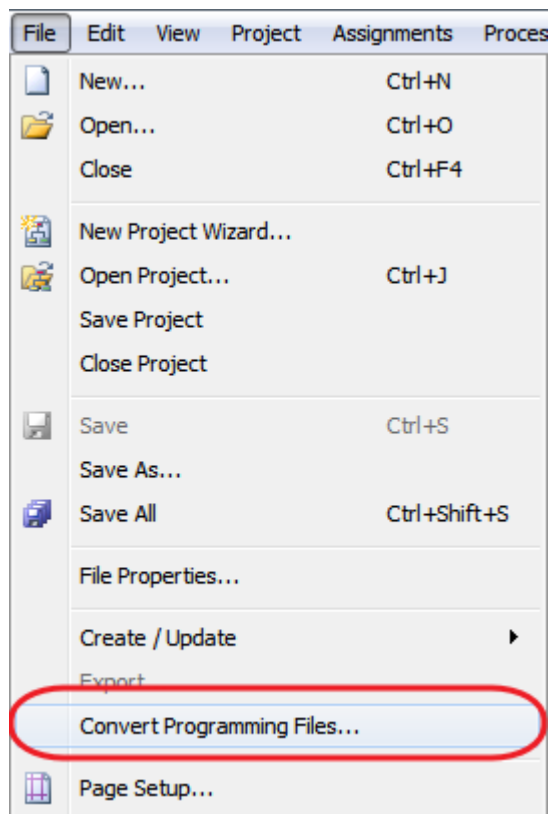 File Edit View Project Assignments Proces
New... Ctrl+N
Open... Ctrl+O
Close Ctrl+F4
New Project Wizard...
Open Project... Ctrl+J
Save Project
Close Project
Save Ctrl+S
Save As...
Save All Ctrl+Shift+S
File Properties...
Create / Update
Export
Convert Programming Files...
Page Setup...